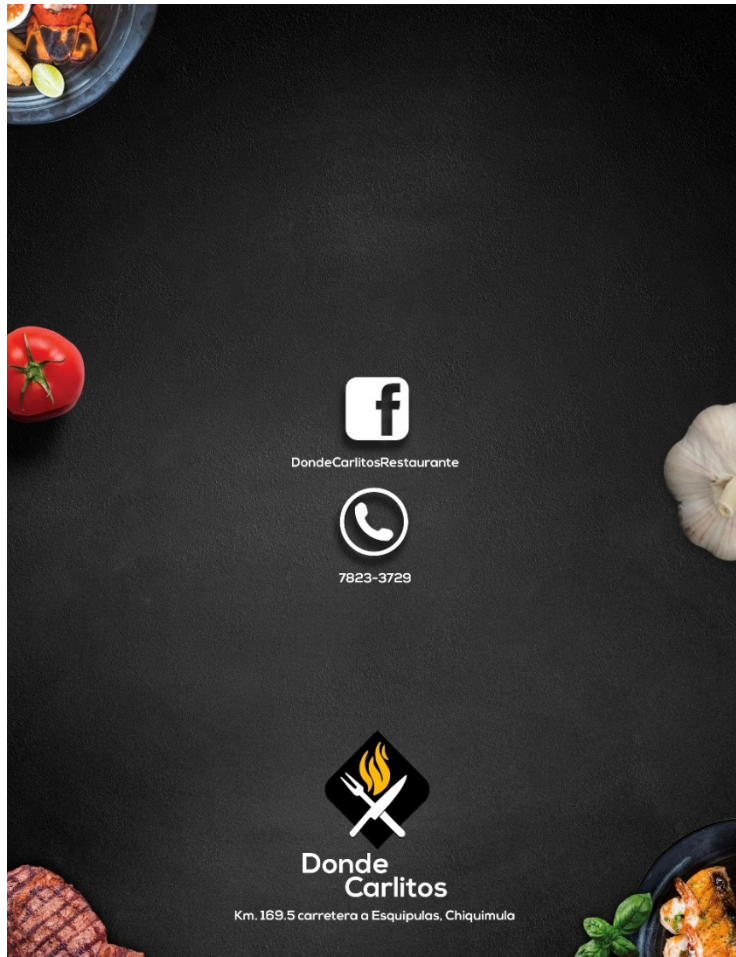 DondeCarlitosRestaurante
7823-3729
Donde
Carlitos
Km. 169.5 carretera a Esquipulas, Chiquimula